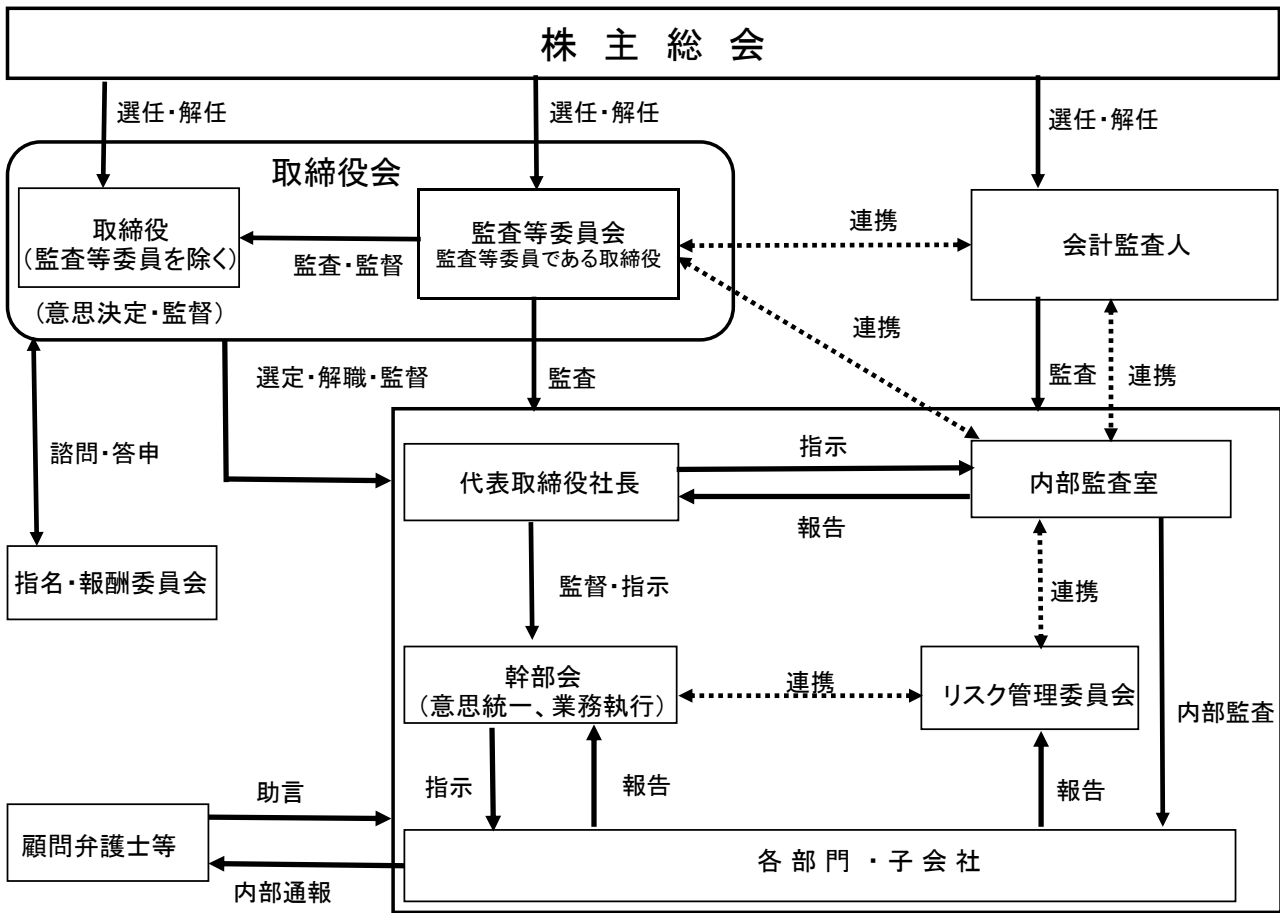 株主総会
選任・解任
選任・解任
選任・解任
取締役会
取締役
(監査等委員を除く)
監査・監督
監査等委員会
監査等委員である取締役
連携
会計監査人
(意思決定・監督)
連携
選定・解職・監督
監査
監査
連携
諮問・答申
代表取締役社長
指示
報告
内部監査室
指名・報酬委員会
監督・指示
連携
幹部会
(意思統一、業務執行)
連携
リスク管理委員会
内部監査
指示
報告
報告
助言
顧問弁護士等
内部通報
各部門・子会社